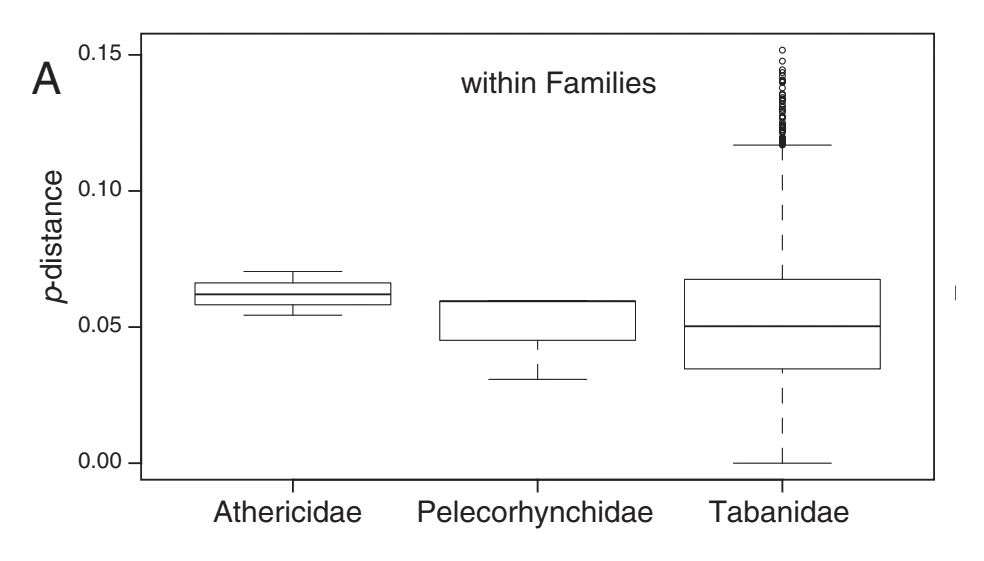 A
within Families
0.15
0.10
0.05
0.00
p-distance
Athericidae Pelecorhynchidae Tabanidae